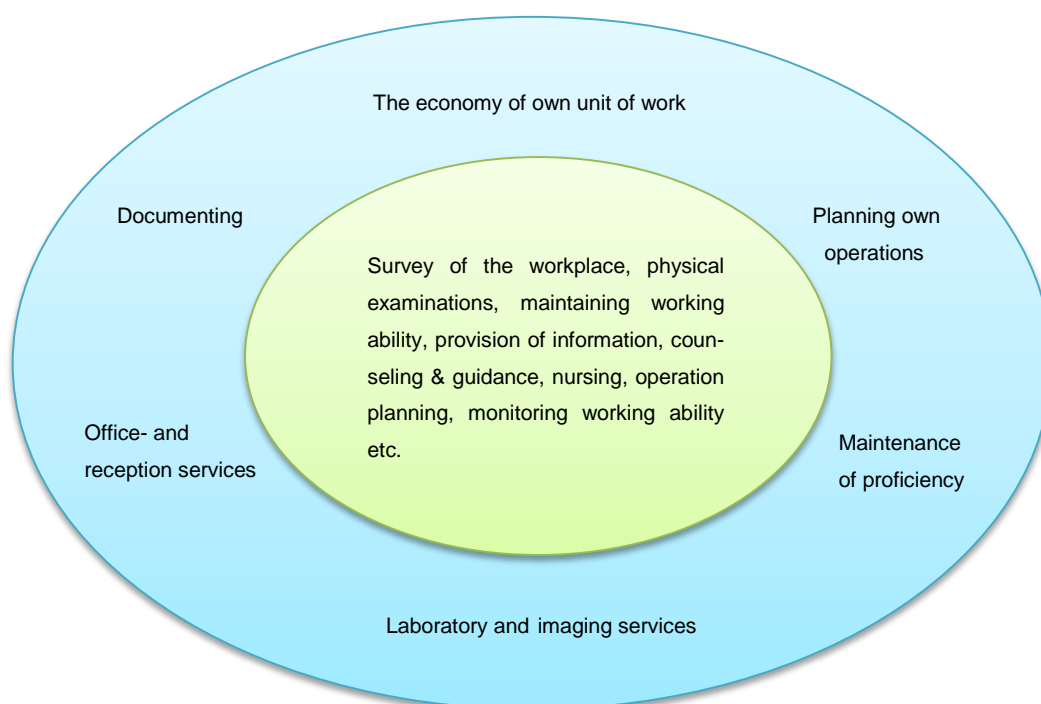 The economy of own unit of work
Documenting
Planning own
operations
Survey of the workplace, physical
examinations, maintaining working
ability, provision of information, coun-
seling & guidance, nursing, operation
planning, monitoring working ability
etc.
Office- and
reception services
Maintenance
of proficiency
Laboratory and imaging services